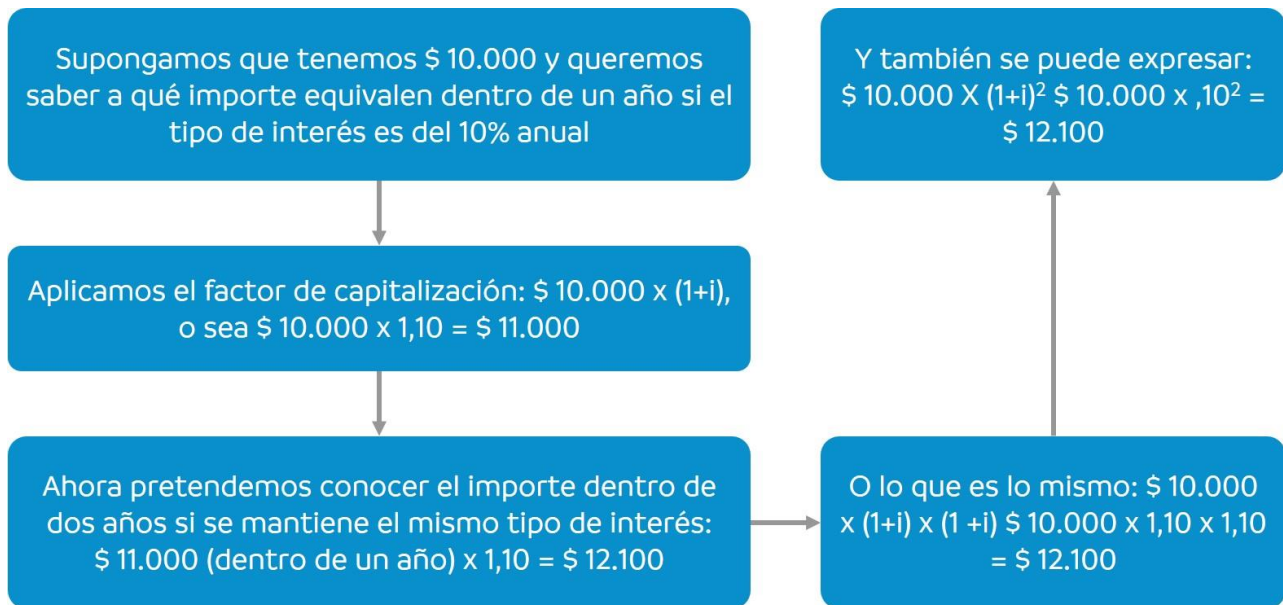 Supongamos que tenemos $ 10.000 y queremos
saber a qué importe equivalen dentro de un año si el
tipo de interés es del 10% anual
Aplicamos el factor de capitalización: $ 10.000 x (1+i),
o sea $ 10.000 x 1,10 = $ 11.000
Ahora pretendemos conocer el importe dentro de
dos años si se mantiene el mismo tipo de interés:
$ 11.000 (dentro de un año) x 1,10 = $ 12.100
O lo que es lo mismo: $ 10.000
x (1+i) x (1 +i) $ 10.000 x 1,10 x 1,10
= $ 12.100
Y también se puede expresar:
$ 10.000 X (1+i)² $ 10.000 x ,10² =
$ 12.100